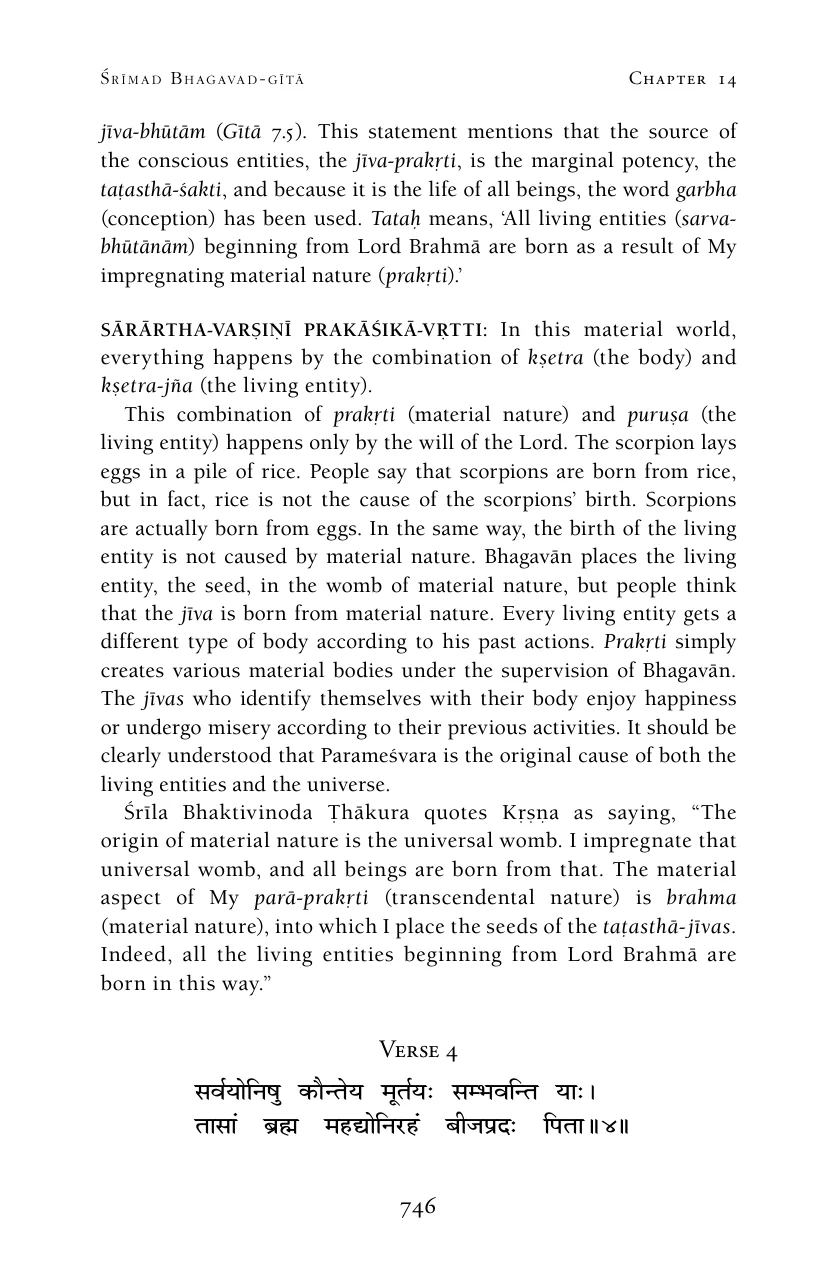 Śrīmad Bhagavad-gītā Chapter 14
jīva-bhūtām (Gītā 7.5). This statement mentions that the source of
the conscious entities, the jīva-prakṛti, is the marginal potency, the
taṭasthā-śakti, and because it is the life of all beings, the word garbha
(conception) has been used. Tataḥ means, ‘All living entities (sarva-
bhūtānām) beginning from Lord Brahmā are born as a result of My
impregnating material nature (prakṛti).’
SĀRĀRTHA-VARṢIṆĪ PRAKĀŚIKĀ-VṚTTI: In this material world,
everything happens by the combination of kṣetra (the body) and
kṣetra-jña (the living entity).
This combination of prakṛti (material nature) and puruṣa (the
living entity) happens only by the will of the Lord. The scorpion lays
eggs in a pile of rice. People say that scorpions are born from rice,
but in fact, rice is not the cause of the scorpions’ birth. Scorpions
are actually born from eggs. In the same way, the birth of the living
entity is not caused by material nature. Bhagavān places the living
entity, the seed, in the womb of material nature, but people think
that the jīva is born from material nature. Every living entity gets a
different type of body according to his past actions. Prakṛti simply
creates various material bodies under the supervision of Bhagavān.
The jīvas who identify themselves with their body enjoy happiness
or undergo misery according to their previous activities. It should be
clearly understood that Parameśvara is the original cause of both the
living entities and the universe.
Śrīla Bhaktivinoda Ṭhākura quotes Kṛṣṇa as saying, “The
origin of material nature is the universal womb. I impregnate that
universal womb, and all beings are born from that. The material
aspect of My parā-prakṛti (transcendental nature) is brahma
(material nature), into which I place the seeds of the taṭasthā-jīvas.
Indeed, all the living entities beginning from Lord Brahmā are
born in this way.”
Verse 4
सर्वयोनिषु कौन्तेय मूर्तयः सम्भवन्ति याः।
तासां ब्रह्म महद्योनिरहं बीजप्रदः पिता॥४॥
746